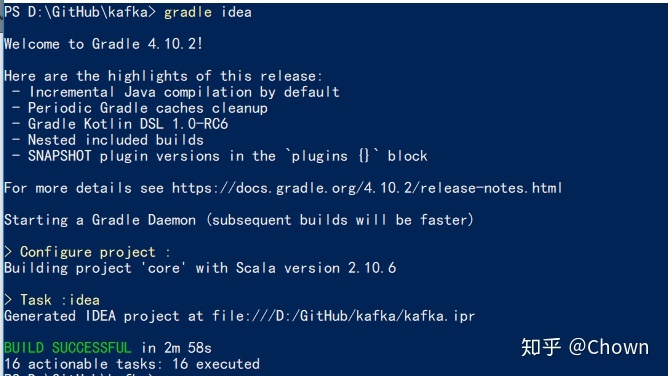 PS D:\GitHub\kafka> gradle idea
Welcome to Gradle 4.10.2!
Here are the highlights of this release:
- Incremental Java compilation by default
- Periodic Gradle caches cleanup
- Gradle Kotlin DSL 1.0-RC6
- Nested included builds
- SNAPSHOT plugin versions in the `plugins {}` block
For more details see https://docs.gradle.org/4.10.2/release-notes.html
Starting a Gradle Daemon (subsequent builds will be faster)
> Configure project :
Building project 'core' with Scala version 2.10.6
> Task :idea
Generated IDEA project at file:///D:/GitHub/kafka/kafka.ipr
BUILD SUCCESSFUL in 2m 58s
16 actionable tasks: 16 executed
知乎 @Chown